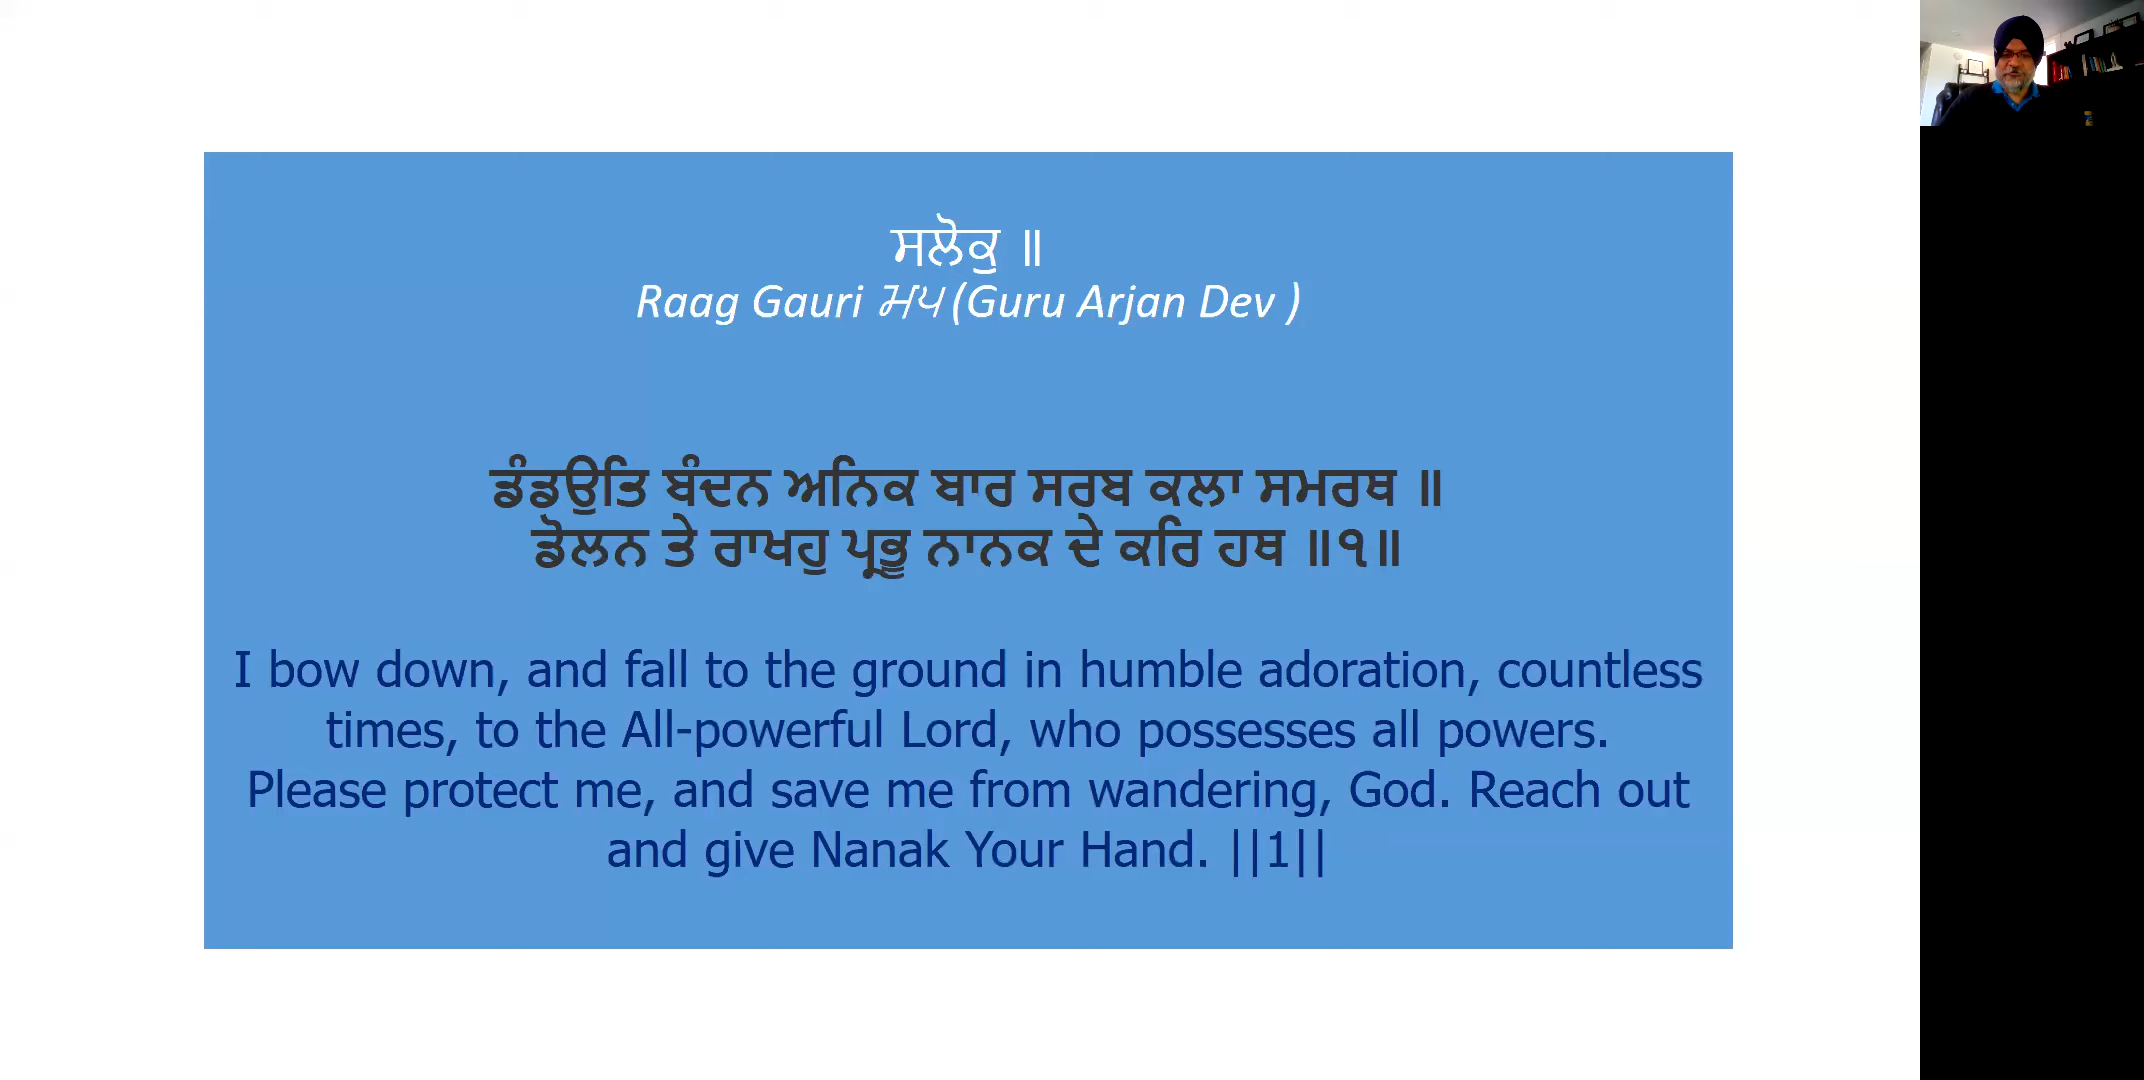 ਸਲੋਕੁ ॥
Raag Gauri ਮਪ (Guru Arjan Dev )
ਡੰਡਉਤਿ ਬੰਦਨ ਅਨਿਕ ਬਾਰ ਸਰਬ ਕਲਾ ਸਮਰਥ ॥
ਡੋਲਨ ਤੇ ਰਾਖਹੁ ਪ੍ਰਭੂ ਨਾਨਕ ਦੇ ਕਰਿ ਹਥ ॥੧॥
I bow down, and fall to the ground in humble adoration, countless
times, to the All-powerful Lord, who possesses all powers.
Please protect me, and save me from wandering, God. Reach out
and give Nanak Your Hand. ||1||